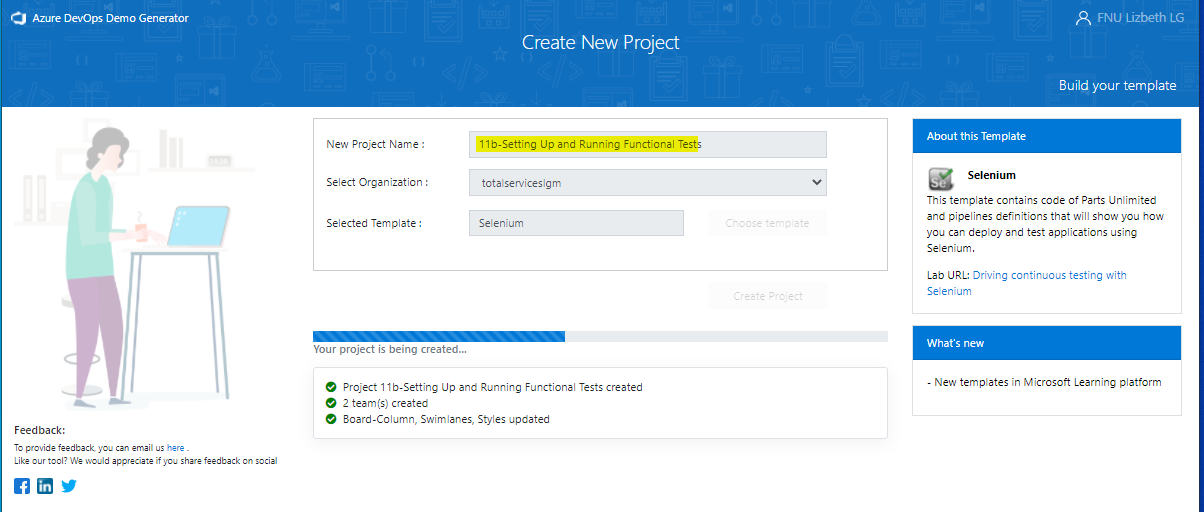 Azure DevOps Demo Generator
FNU Lizbeth LG
Create New Project
Build your template
New Project Name :
11b-Setting Up and Running Functional Tests
Select Organization :
totalserviceslgm
Selected Template :
Selenium
Choose template
Create Project
Your project is being created...
Project 11b-Setting Up and Running Functional Tests created
2 team(s) created
Board-Column, Swimlanes, Styles updated
About this Template
Se
Selenium
This template contains code of Parts Unlimited
and pipelines definitions that will show you how
you can deploy and test applications using
Selenium.
Lab URL: Driving continuous testing with
Selenium
What's new
- New templates in Microsoft Learning platform
Feedback:
To provide feedback, you can email us here .
Like our tool? We would appreciate if you share feedback on social